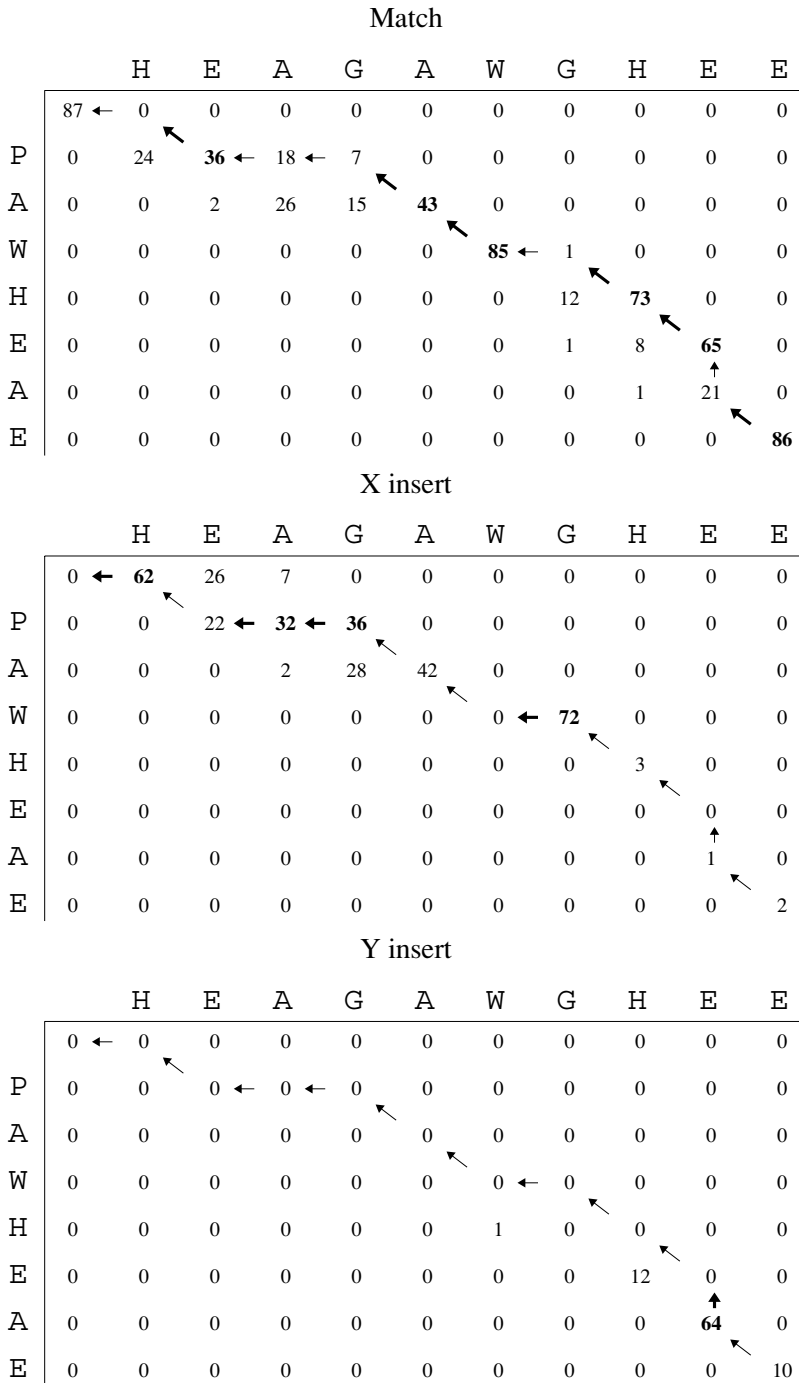 Match
H E A G A W G H E E
87 0 0 0 0 0 0 0 0 0 0
P 0 24 36 18 7 0 0 0 0 0 0
A 0 0 2 26 15 43 0 0 0 0 0
W 0 0 0 0 0 0 85 1 0 0 0
H 0 0 0 0 0 0 0 12 73 0 0
E 0 0 0 0 0 0 0 1 8 65 0
A 0 0 0 0 0 0 0 0 1 21 0
E 0 0 0 0 0 0 0 0 0 0 86
X insert
H E A G A W G H E E
0 62 26 7 0 0 0 0 0 0 0
P 0 0 22 32 36 0 0 0 0 0 0
A 0 0 0 2 28 42 0 0 0 0 0
W 0 0 0 0 0 0 0 72 0 0 0
H 0 0 0 0 0 0 0 0 3 0 0
E 0 0 0 0 0 0 0 0 0 0 0
A 0 0 0 0 0 0 0 0 0 1 0
E 0 0 0 0 0 0 0 0 0 0 2
Y insert
H E A G A W G H E E
0 0 0 0 0 0 0 0 0 0 0
P 0 0 0 0 0 0 0 0 0 0 0
A 0 0 0 0 0 0 0 0 0 0 0
W 0 0 0 0 0 0 0 0 0 0 0
H 0 0 0 0 0 0 1 0 0 0 0
E 0 0 0 0 0 0 0 0 12 0 0
A 0 0 0 0 0 0 0 0 0 64 0
E 0 0 0 0 0 0 0 0 0 0 10